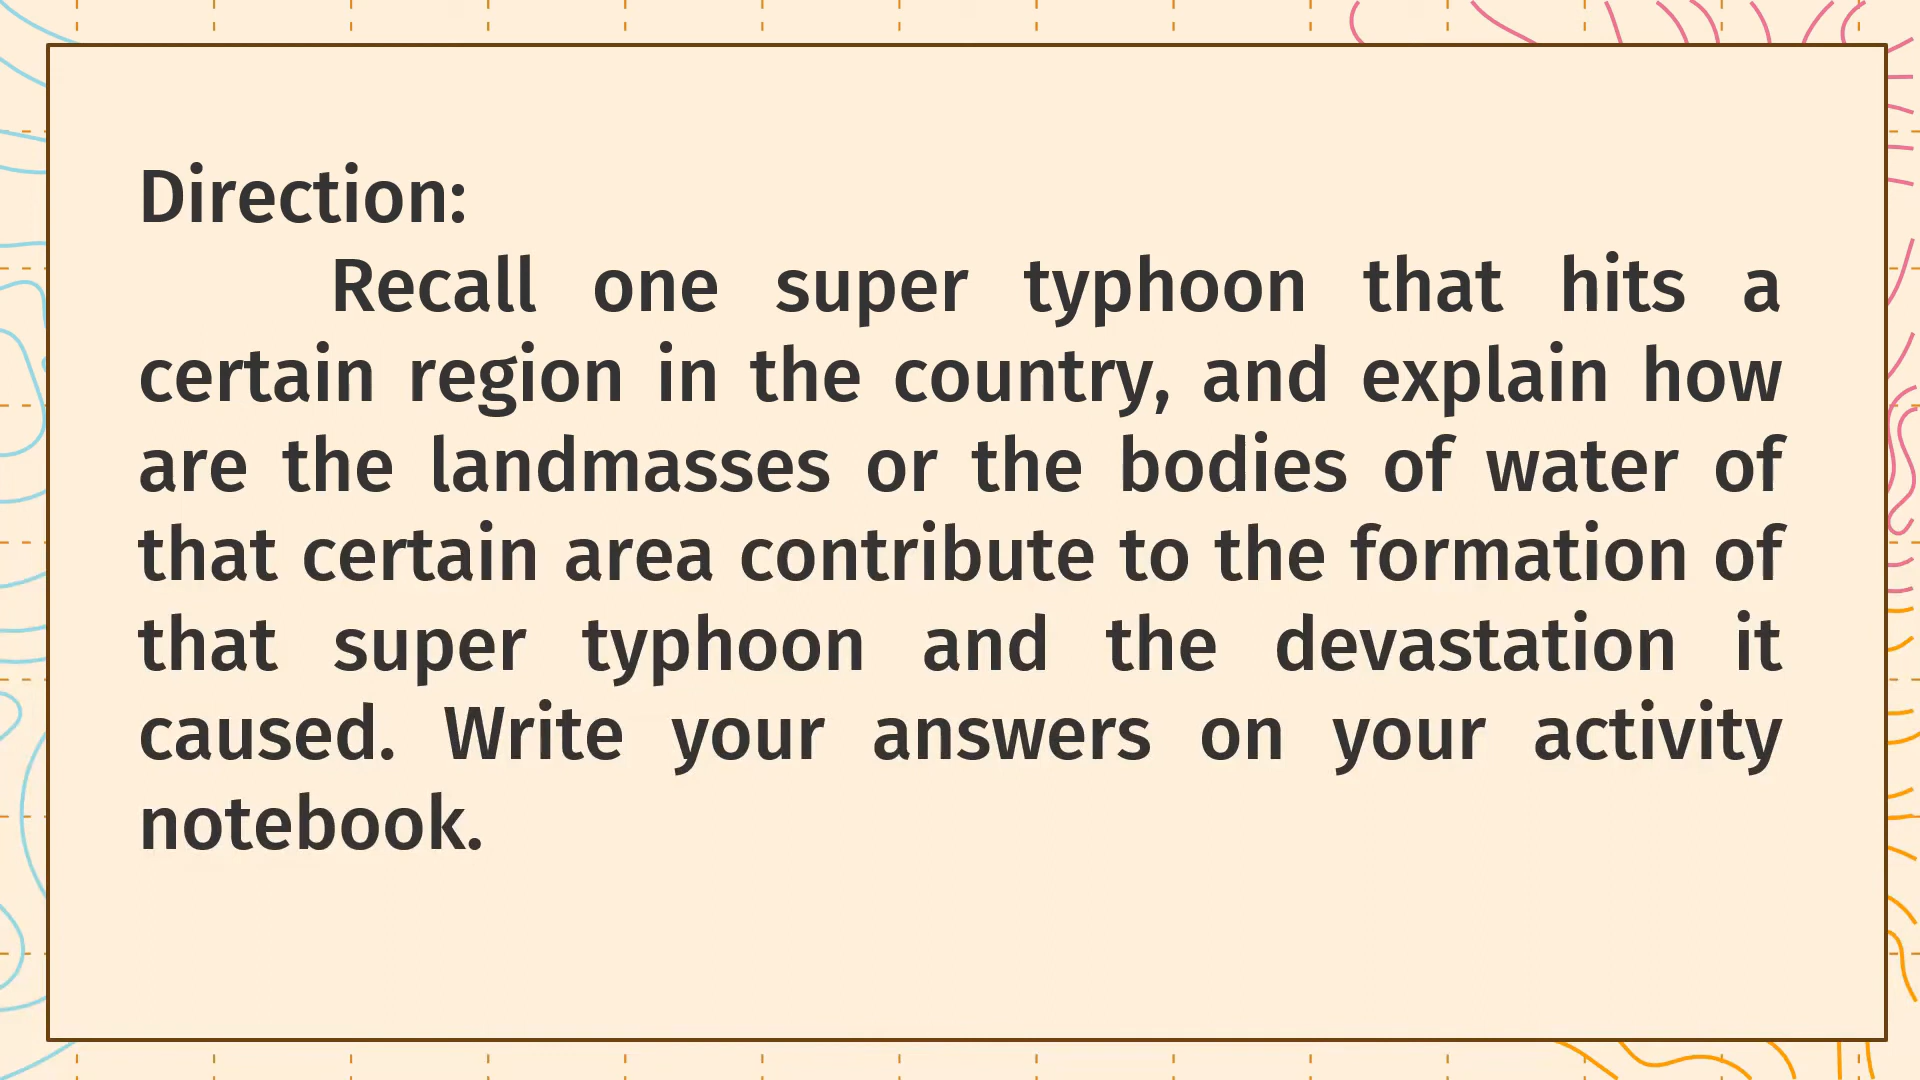 Direction:
Recall one super typhoon that hits a
certain region in the country, and explain how
are the landmasses or the bodies of water of
that certain area contribute to the formation of
that super typhoon and the devastation it
caused. Write your answers on your activity
notebook.